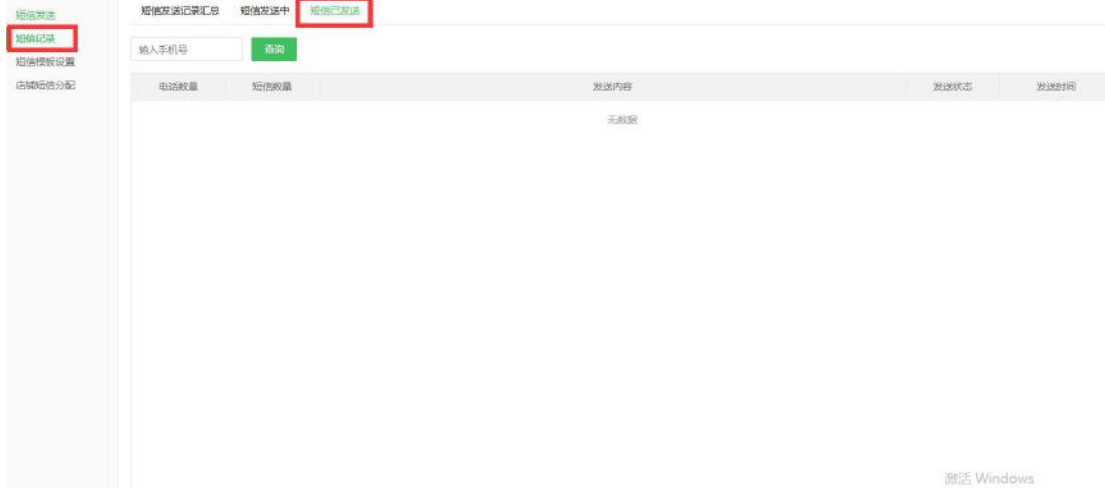 短信发送
短信记录
短信模板设置
店铺短信分配
短信发送记录汇总 短信发送中 短信已发送
输入手机号 查询
电话数量 短信数量 发送内容 发送状态 发送时间
无数据
激活 Windows